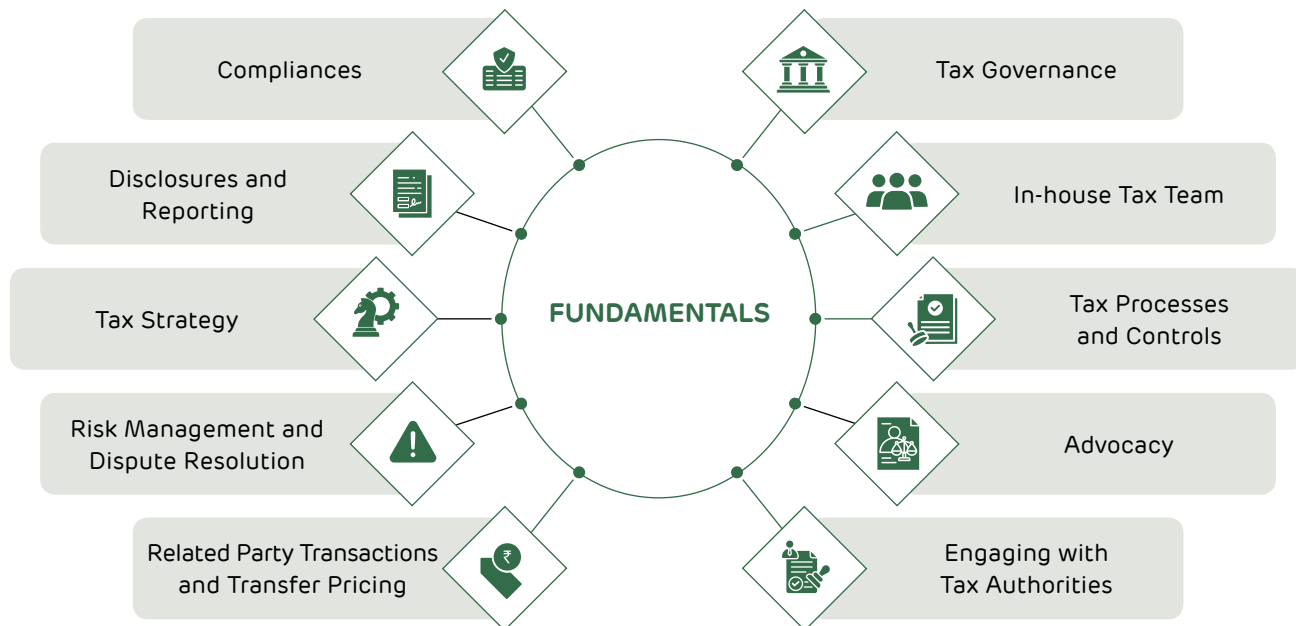 Compliances
Tax Governance
Disclosures and
Reporting
In-house Tax Team
Tax Strategy
FUNDAMENTALS
Tax Processes
and Controls
Risk Management and
Dispute Resolution
Advocacy
₹
Related Party Transactions
and Transfer Pricing
Engaging with
Tax Authorities